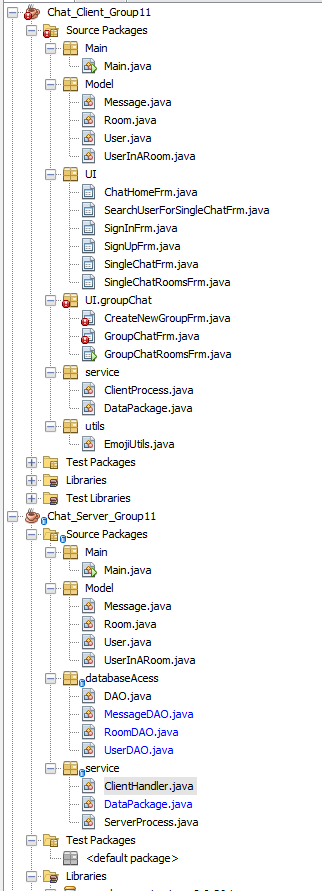 Chat_Client_Group11
Source Packages
Main
Main.java
Model
Message.java
Room.java
User.java
UserInARoom.java
UI
ChatHomeFrm.java
SearchUserForSingleChatFrm.java
SignInFrm.java
SignUpFrm.java
SingleChatFrm.java
SingleChatRoomsFrm.java
UI.groupChat
CreateNewGroupFrm.java
GroupChatFrm.java
GroupChatRoomsFrm.java
service
ClientProcess.java
DataPackage.java
utils
EmojiUtils.java
Test Packages
Libraries
Test Libraries
Chat_Server_Group11
Source Packages
Main
Main.java
Model
Message.java
Room.java
User.java
UserInARoom.java
databaseAcess
DAO.java
MessageDAO.java
RoomDAO.java
UserDAO.java
service
ClientHandler.java
DataPackage.java
ServerProcess.java
Test Packages
<default package>
Libraries